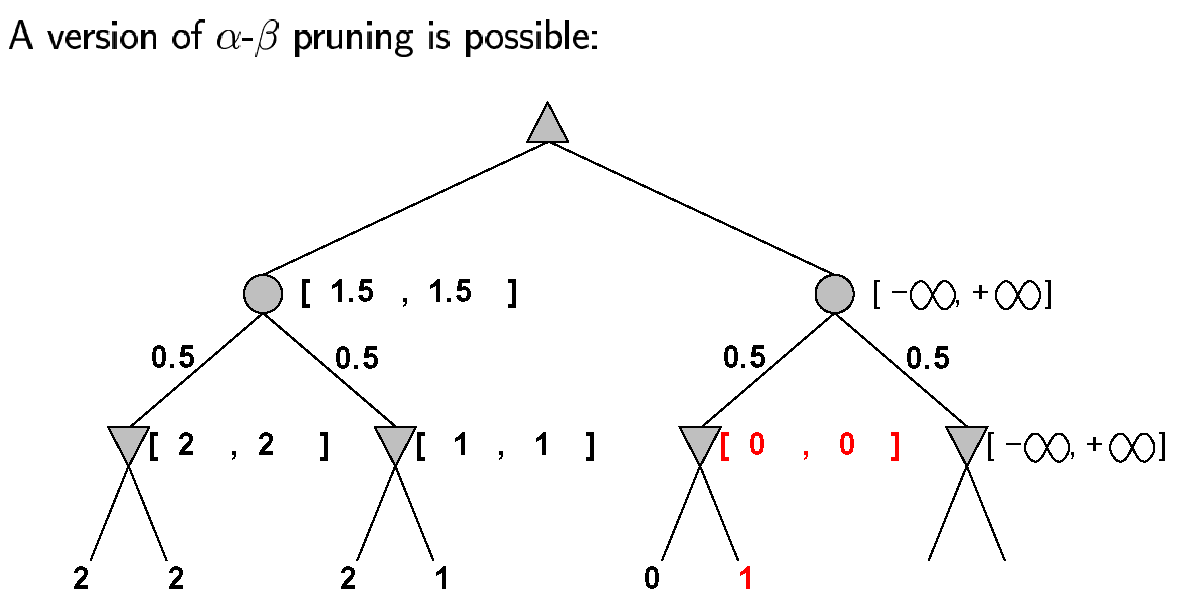 A version of α-β pruning is possible:
[ 1.5 , 1.5 ] [ −∞, +∞]
0.5 0.5 0.5 0.5
[ 2 , 2 ] [ 1 , 1 ] [ 0 , 0 ] [ −∞, +∞]
2 2 2 1 0 1